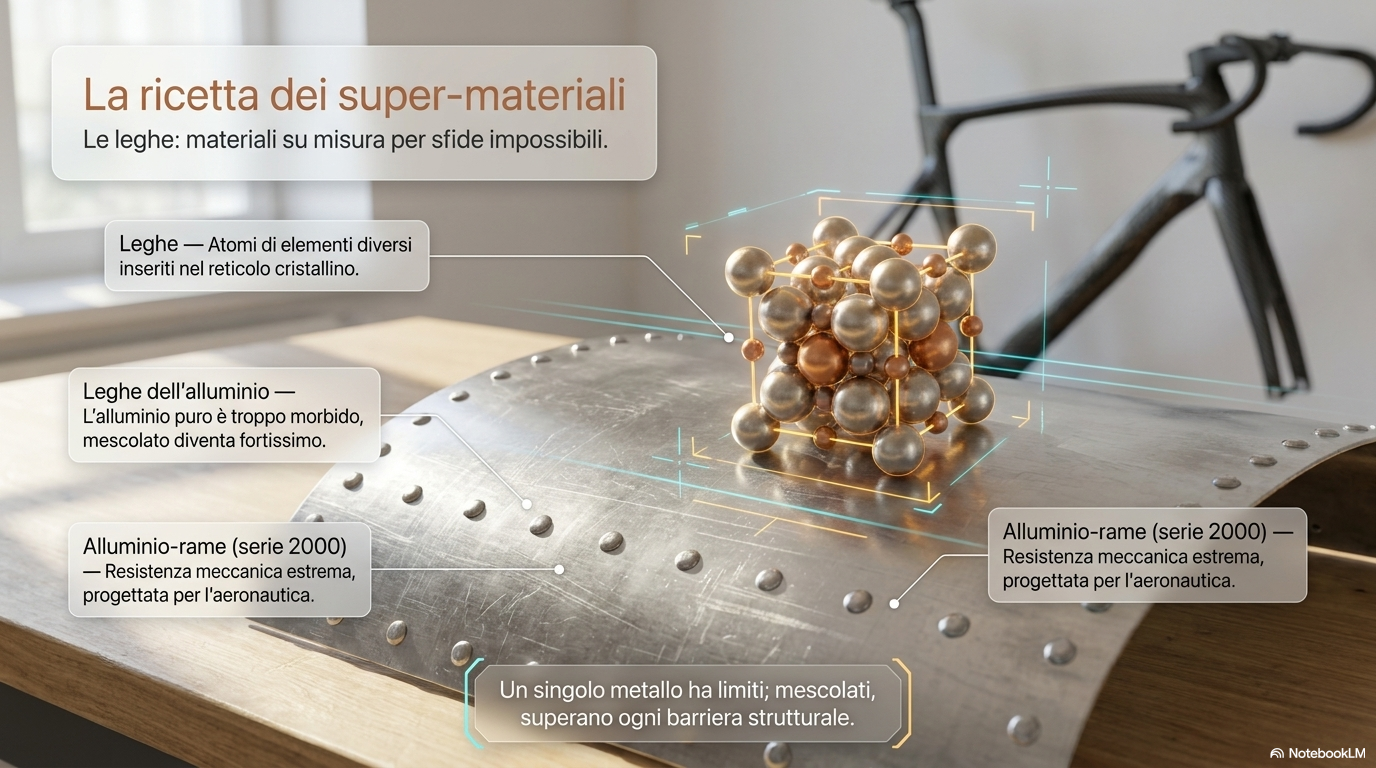 La ricetta dei super-materiali
Le leghe: materiali su misura per sfide impossibili.
Leghe — Atomi di elementi diversi
inseriti nel reticolo cristallino.
Leghe dell'alluminio —
L'alluminio puro è troppo morbido,
mescolato diventa fortissimo.
Alluminio-rame (serie 2000)
— Resistenza meccanica estrema,
progettata per l'aeronautica.
Alluminio-rame (serie 2000) —
Resistenza meccanica estrema,
progettata per l'aeronautica.
Un singolo metallo ha limiti; mescolati,
superano ogni barriera strutturale.
NotebookLM